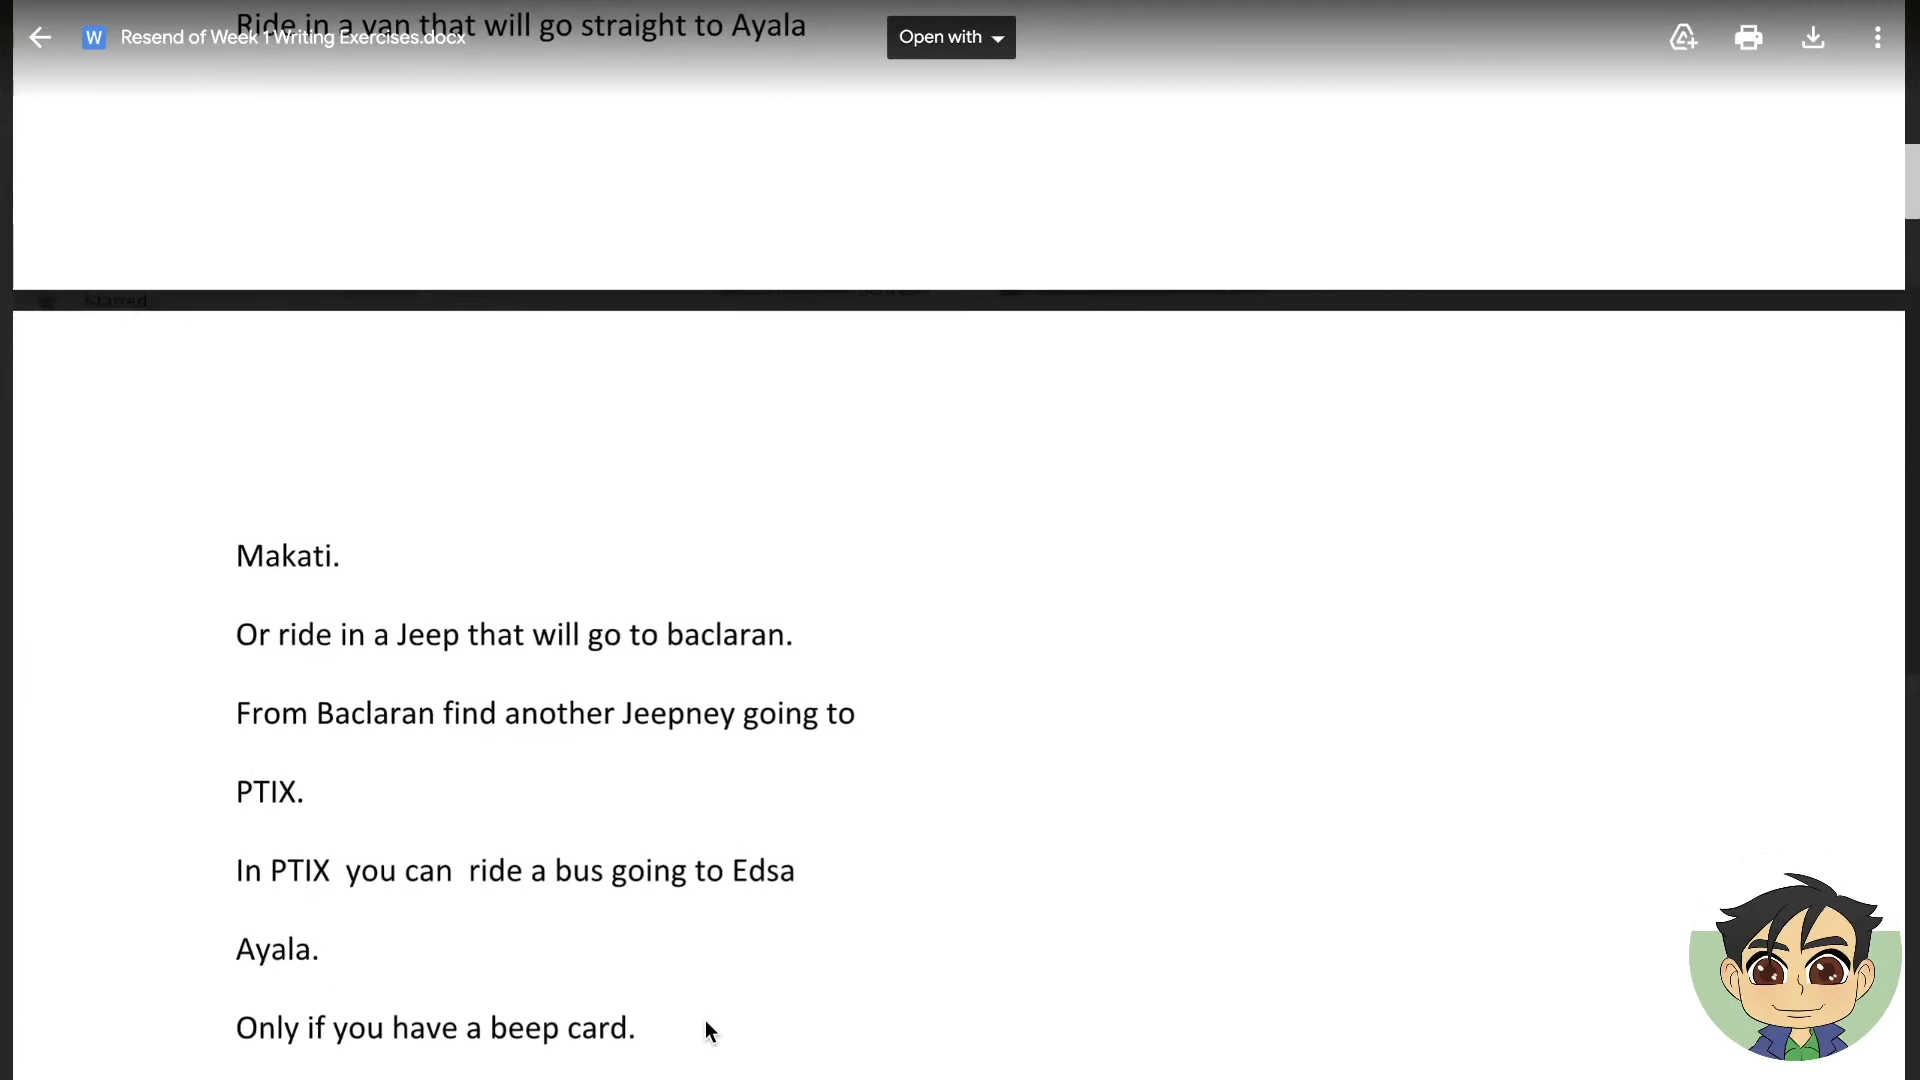 Ride in a van that will go straight to Ayala
Resend of Week 1 Writing Exercises.docx
Open with
W
Starred
Makati.
Or ride in a Jeep that will go to baclaran.
From Baclaran find another Jeepney going to
PTIX.
In PTIX  you can  ride a bus going to Edsa
Ayala.
Only if you have a beep card.